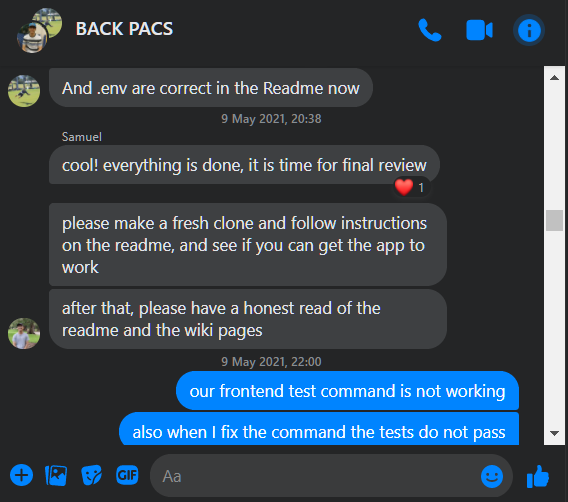 BACK PACS
And .env are correct in the Readme now
9 May 2021, 20:38
Samuel
cool! everything is done, it is time for final review
1
please make a fresh clone and follow instructions
on the readme, and see if you can get the app to
work
after that, please have a honest read of the
readme and the wiki pages
9 May 2021, 22:00
our frontend test command is not working
also when I fix the command the tests do not pass
GIF
Aa